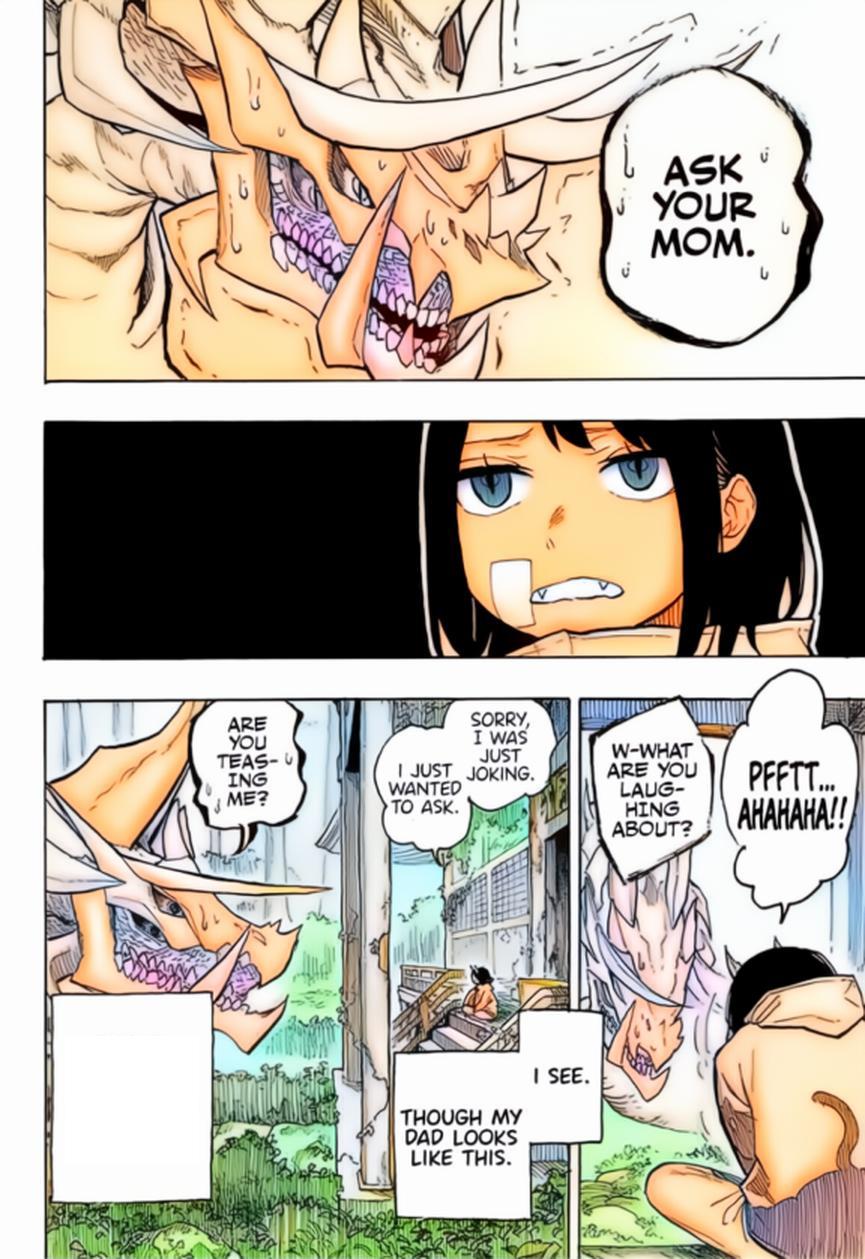 ASK
YOUR
MOM.
PFFTT...
AHAHAHA!!
W-WHAT
ARE YOU
LAUG-
HING
ABOUT?
SORRY,
I WAS
JUST
JOKING.
I JUST
WANTED
TO ASK.
ARE
YOU
TEAS-
ING
ME?
I SEE.
THOUGH MY
DAD LOOKS
LIKE THIS.